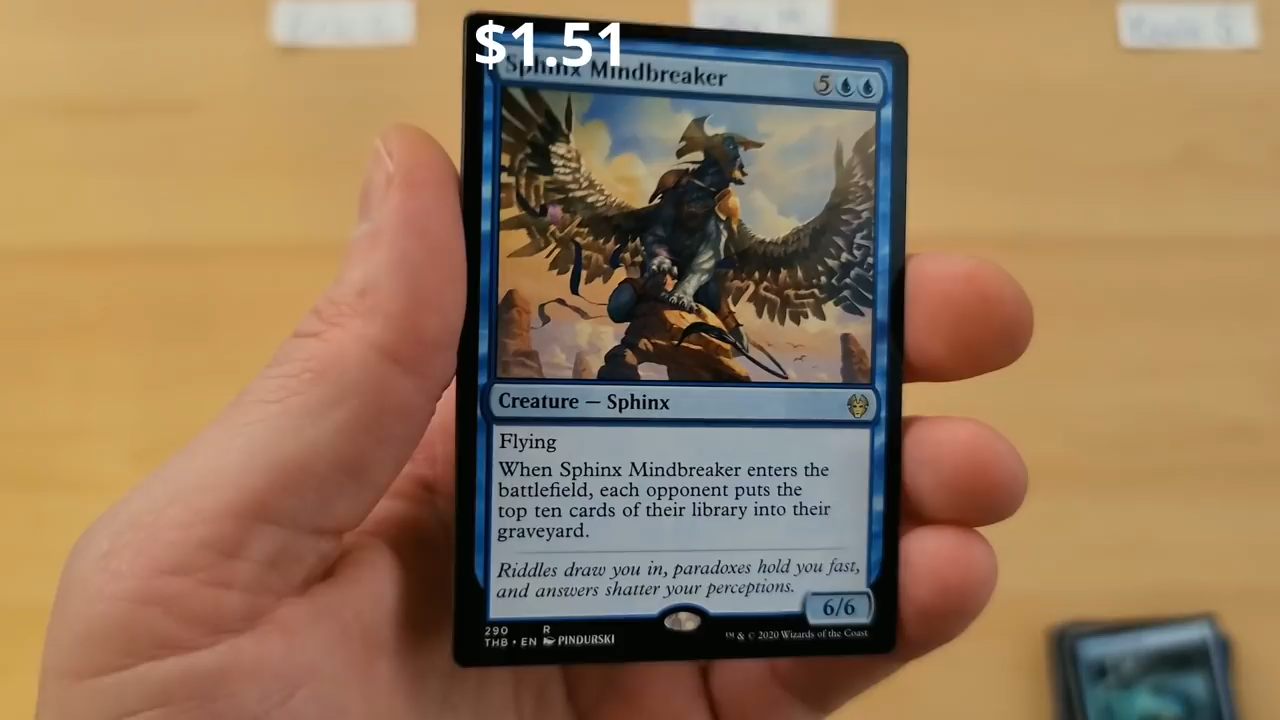 $1.51
Sphinx Mindbreaker 5
Creature — Sphinx
Flying
When Sphinx Mindbreaker enters the
battlefield, each opponent puts the
top ten cards of their library into their
graveyard.
Riddles draw you in, paradoxes hold you fast,
and answers shatter your perceptions.
6/6
290 R
THB • EN PINDURSKI
™ & © 2020 Wizards of the Coast